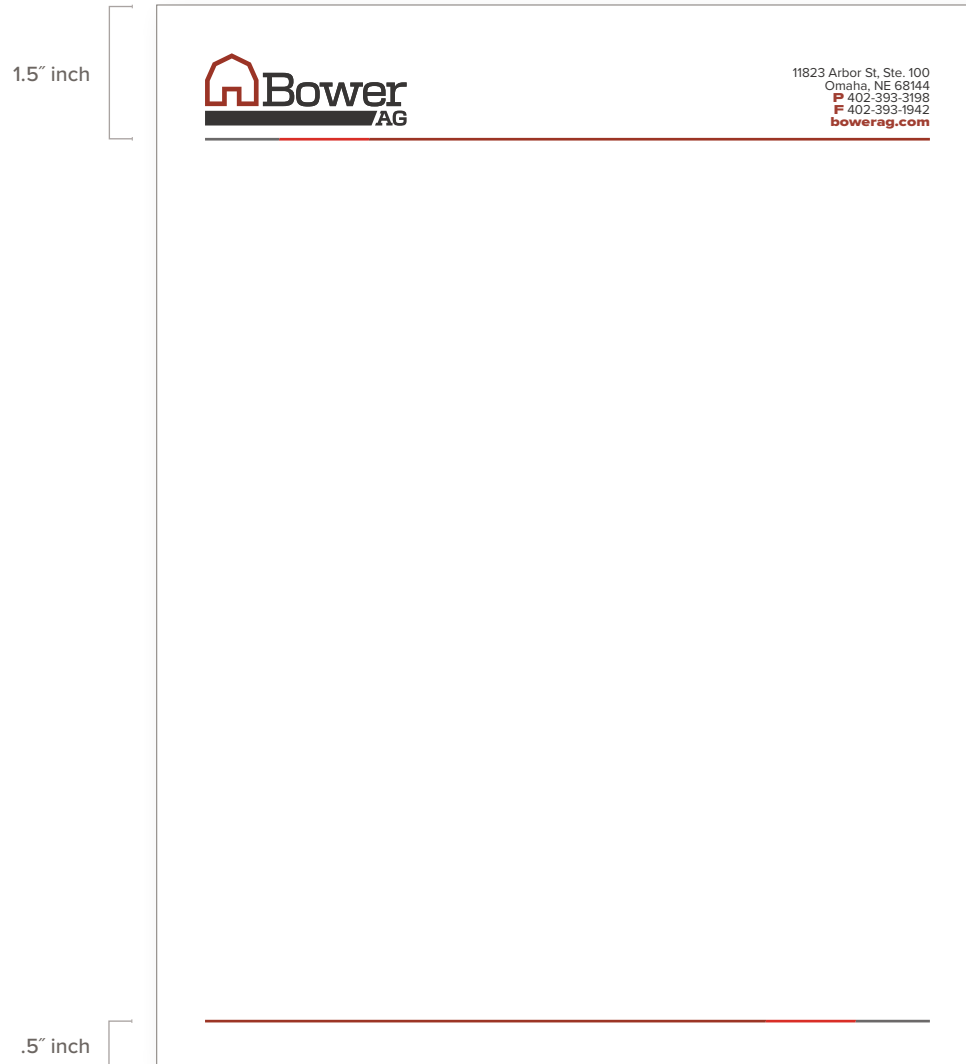 1.5˝ inch
Bower
AG
11823 Arbor St, Ste. 100
Omaha, NE 68144
P 402-393-3198
F 402-393-1942
bowerag.com
.5˝ inch